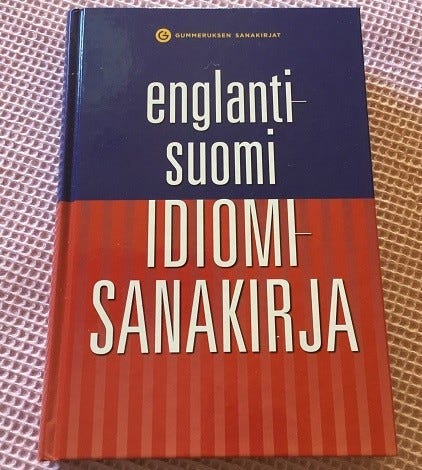 GUMMERUKSEN SANAKIRJAT
englanti-
suomi
IDIOMI-
SANAKIRJA